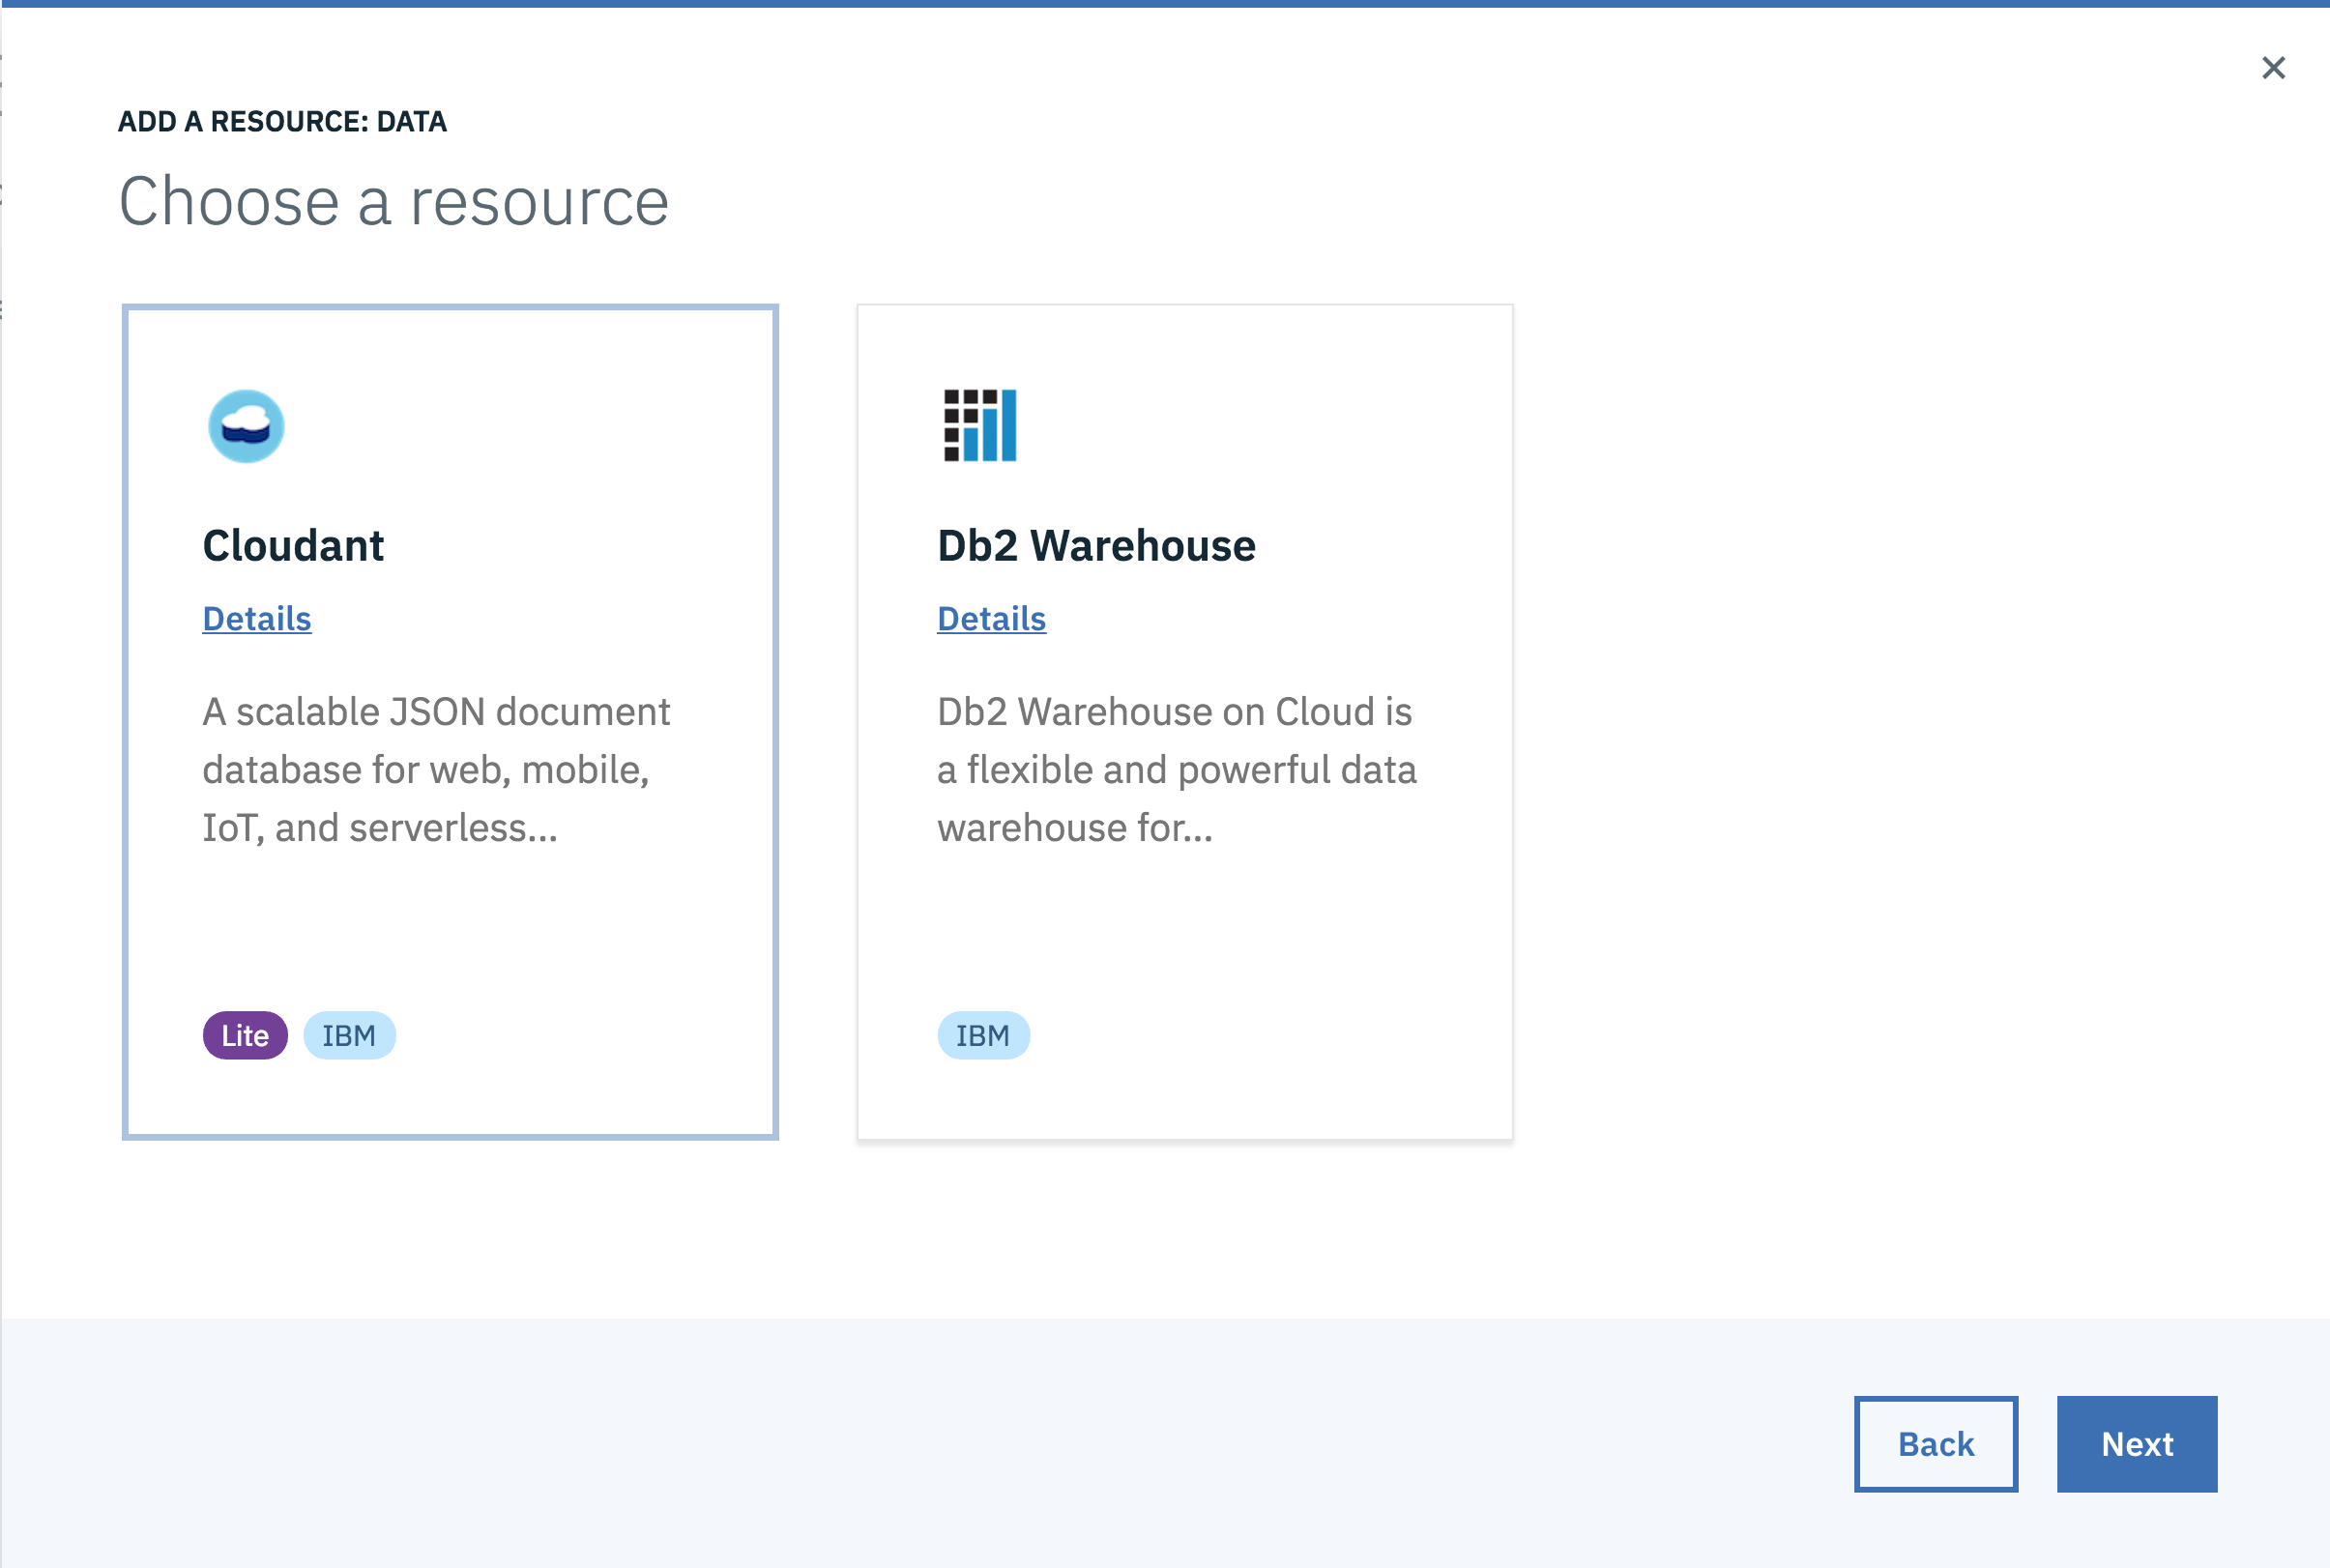 ADD A RESOURCE: DATA
Choose a resource
Cloudant
Details
A scalable JSON document
database for web, mobile,
IoT, and serverless...
Lite
IBM
Db2 Warehouse
Details
Db2 Warehouse on Cloud is
a flexible and powerful data
warehouse for...
IBM
Back
Next